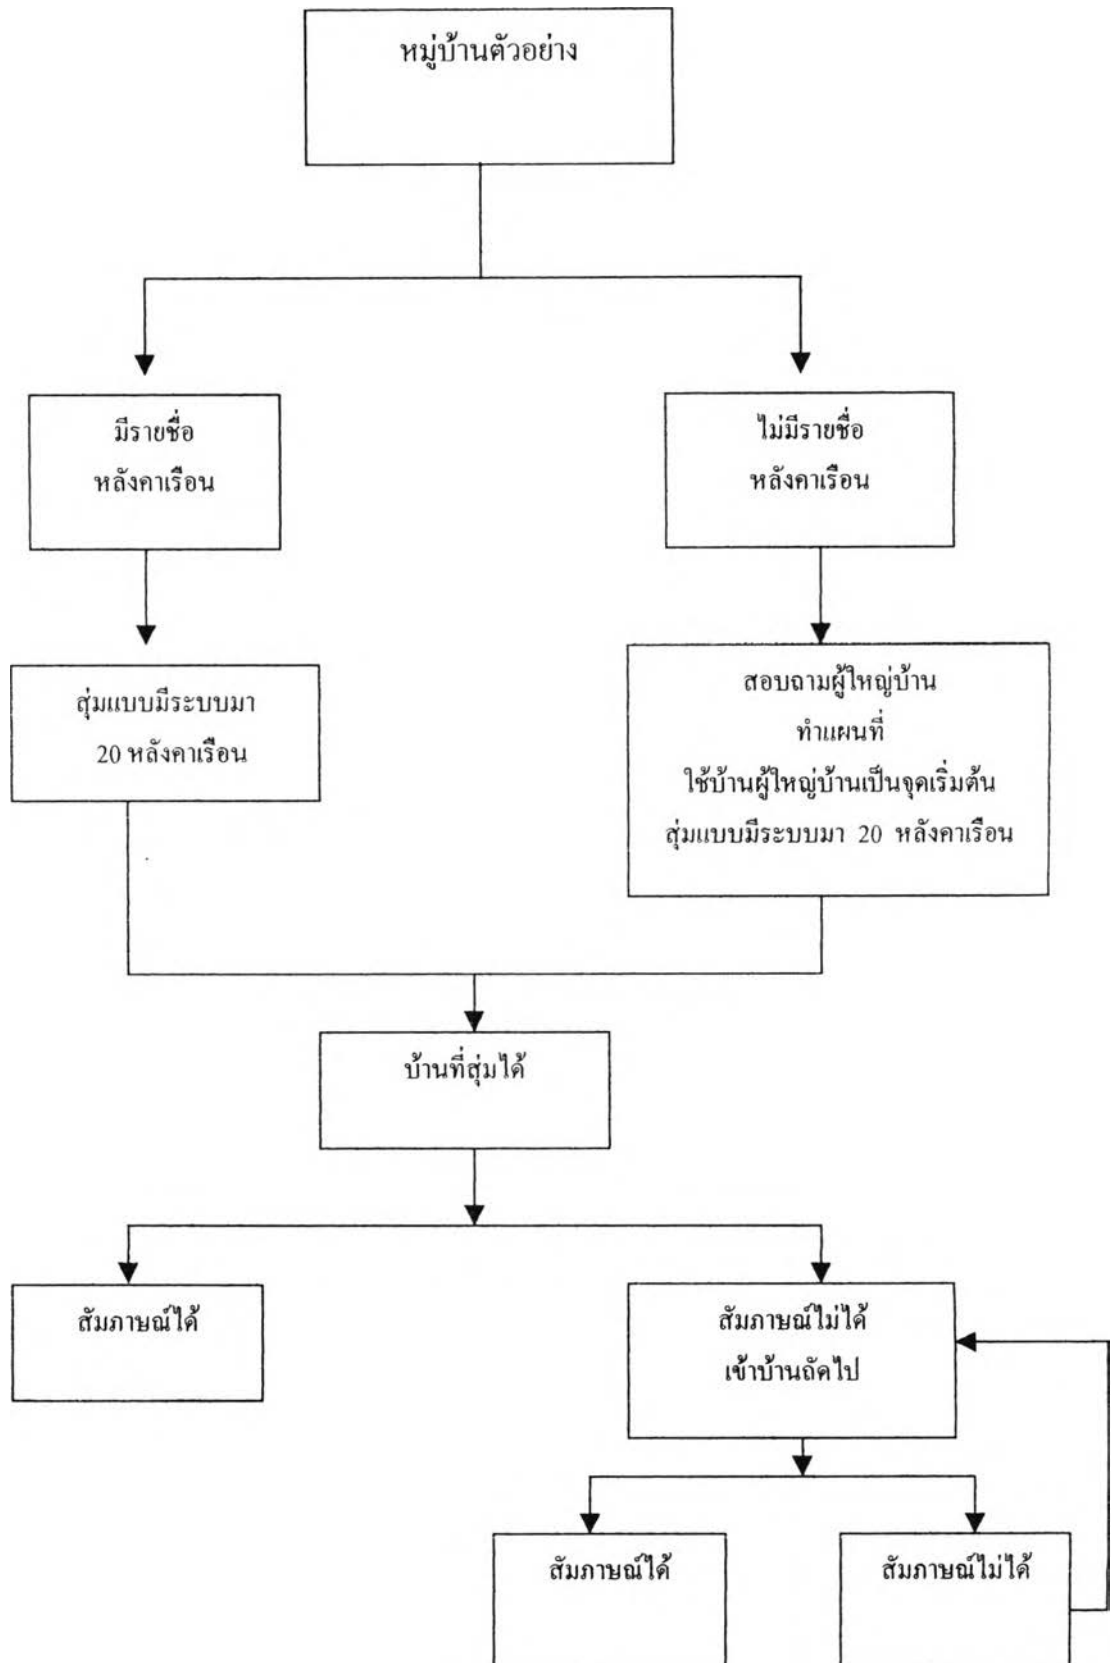 หมู่บ้านตัวอย่าง
มีรายชื่อ
หลังคาเรือน
ไม่มีรายชื่อ
หลังคาเรือน
สุ่มแบบมีระบบมา
20 หลังคาเรือน
สอบถามผู้ใหญ่บ้าน
ทำแผนที่
ใช้บ้านผู้ใหญ่บ้านเป็นจุดเริ่มต้น
สุ่มแบบมีระบบมา 20 หลังคาเรือน
บ้านที่สุ่มได้
สัมภาษณ์ได้
สัมภาษณ์ไม่ได้
เข้าบ้านถัดไป
สัมภาษณ์ได้
สัมภาษณ์ไม่ได้